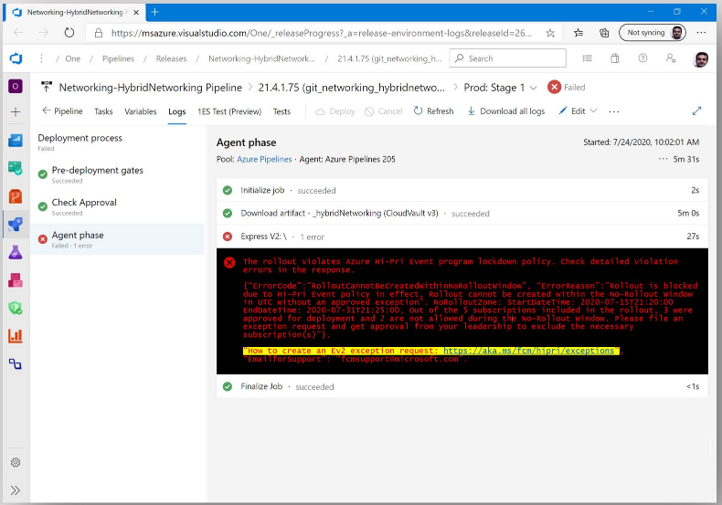 Networking-HybridNetworking P
https://msazure.visualstudio.com/One/_releaseProgress?_a=release-environment-logs&releaseId=26...
Not syncing
One / Pipelines / Releases / Networking-HybridNetwork... / 21.4.1.75 (git_networking_h...
Search
O
Networking-HybridNetworking Pipeline > 21.4.1.75 (git_networking_hybridnetwo... > Prod: Stage 1 Failed
Pipeline Tasks Variables Logs 1ES Test (Preview) Tests Deploy Cancel Refresh Download all logs Edit ...
Deployment process
Failed
Pre-deployment gates
Succeeded
Check Approval
Succeeded
Agent phase
Failed · 1 error
Agent phase
Started: 7/24/2020, 10:02:01 AM
Pool: Azure Pipelines · Agent: Azure Pipelines 205
... 5m 31s
Initialize job · succeeded 2s
Download artifact - _hybridNetworking (CloudVault v3) · succeeded 5m 0s
Express V2: \ · 1 error 27s
The rollout violates Azure Hi-Pri Event program lockdown policy. Check detailed violation
errors in the response.
{"ErrorCode":"RolloutCannotBeCreatedWithinNoRolloutWindow", "ErrorReason":"Rollout is blocked
due to Hi-Pri Event policy in effect, Rollout cannot be created within the No-Rollout Window
in UTC without an approved exception", NoRolloutZone: StartDateTime: 2020-07-15T21:20:00
EndDateTime: 2020-07-31T21:25:00, Out of the 5 subscriptions included in the rollout, 3 were
approved for deployment and 2 are not allowed during the No-Rollout Window. Please file an
exception request and get approval from your leadership to exclude the necessary
subscription(s)"}.
"How to create an Ev2 exception request: https://aka.ms/fcm/hipri/exceptions".
"EmailforSupport": "fcmsupport@microsoft.com".
Finalize Job · succeeded <1s